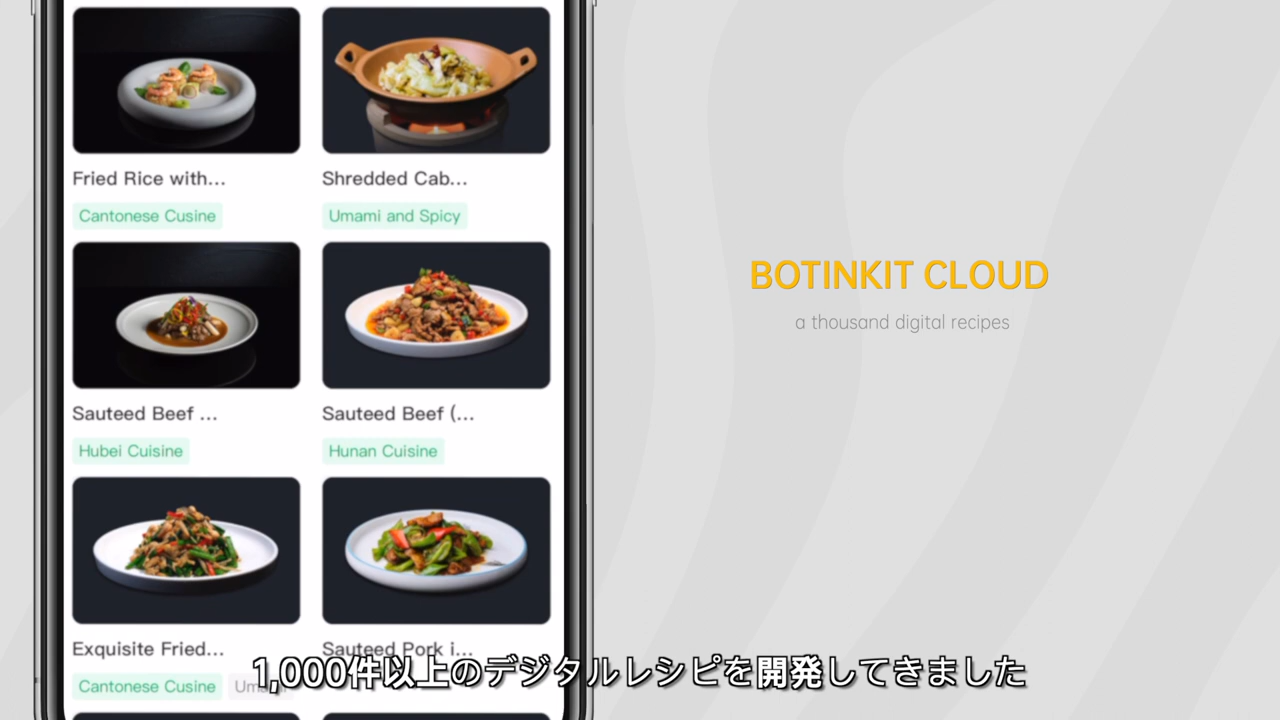 Fried Rice with...
Shredded Cab...
Cantonese Cusine
Umami and Spicy
BOTINKIT CLOUD
a thousand digital recipes
Sauteed Beef ...
Sauteed Beef (...
Hubei Cuisine
Hunan Cuisine
Exquisite Fried...
Sauteed Pork i...
1,000件以上のデジタルレシピを開発してきました
Cantonese Cusine